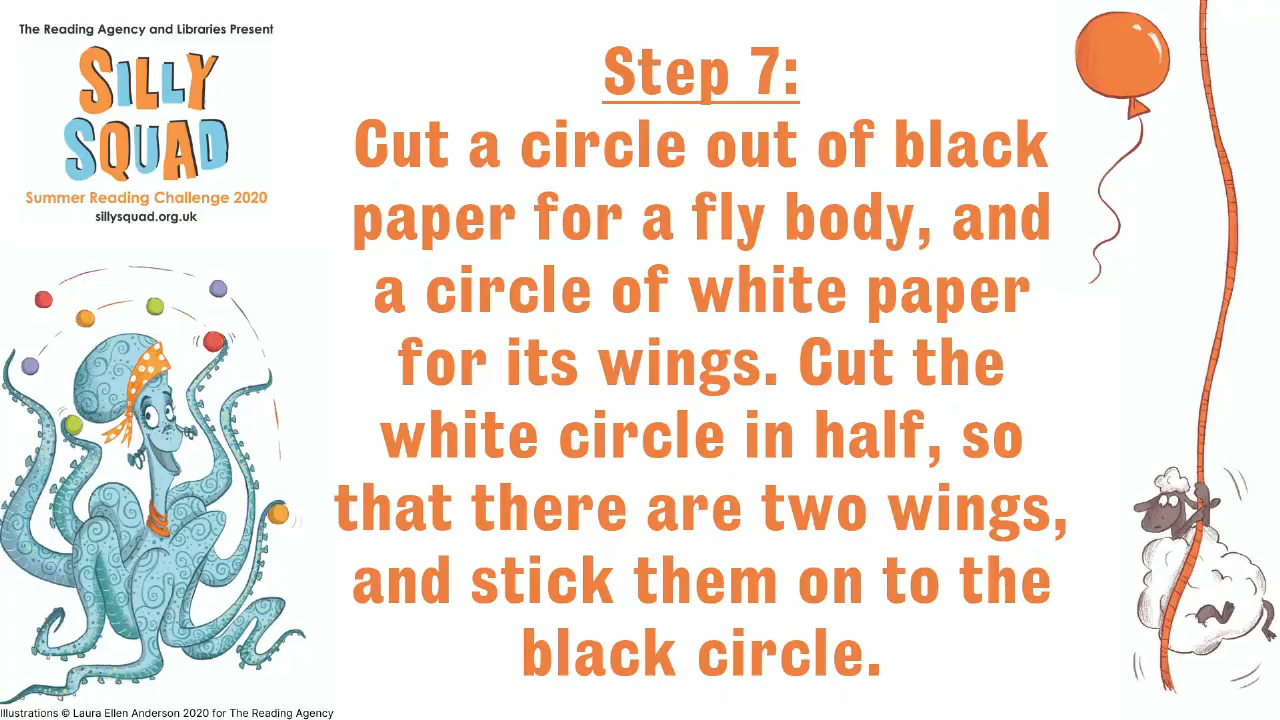 The Reading Agency and Libraries Present
SILLY
SQUAD
Summer Reading Challenge 2020
sillysquad.org.uk
Step 7:
Cut a circle out of black
paper for a fly body, and
a circle of white paper
for its wings. Cut the
white circle in half, so
that there are two wings,
and stick them on to the
black circle.
Illustrations © Laura Ellen Anderson 2020 for The Reading Agency